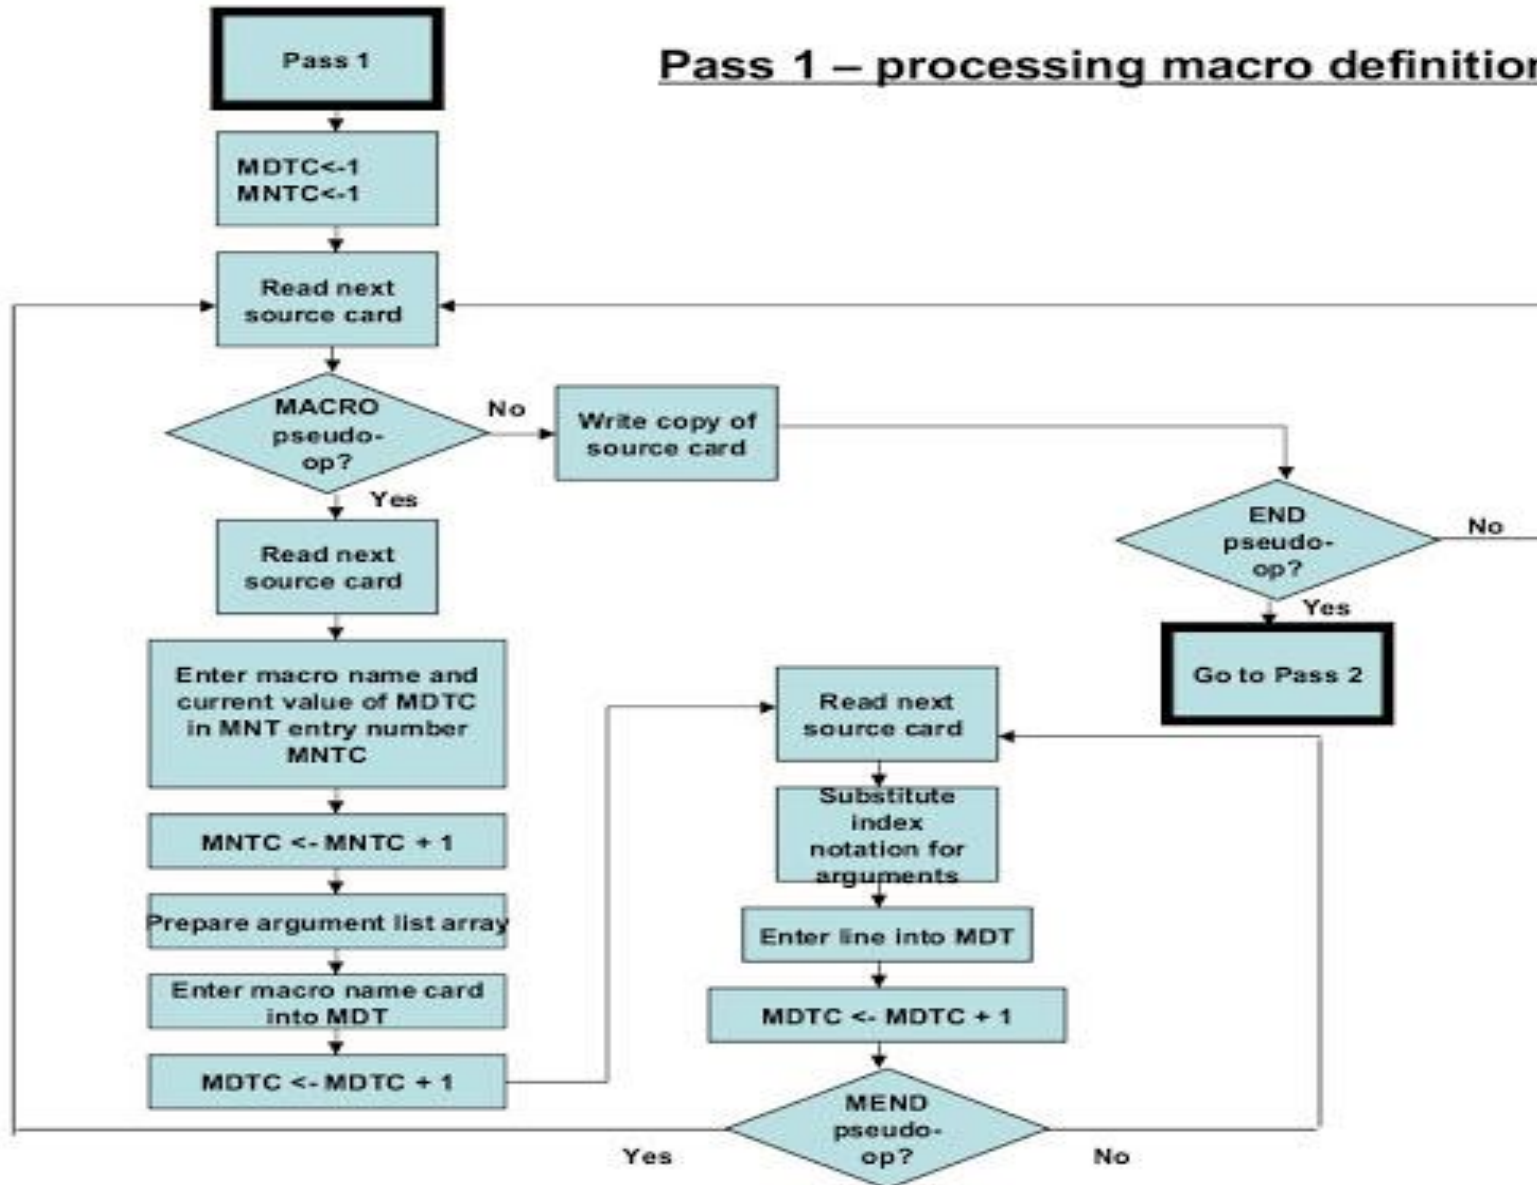 Pass 1
Pass 1 – processing macro definition
MDTC<-1
MNTC<-1
Read next
source card
MACRO
pseudo-
op?
No
Write copy of
source card
Yes
Read next
source card
END
pseudo-
op?
No
Yes
Go to Pass 2
Enter macro name and
current value of MDTC
in MNT entry number
MNTC
MNTC <- MNTC + 1
Prepare argument list array
Enter macro name card
into MDT
MDTC <- MDTC + 1
Read next
source card
Substitute
index
notation for
arguments
Enter line into MDT
MDTC <- MDTC + 1
MEND
pseudo-
op?
Yes
No